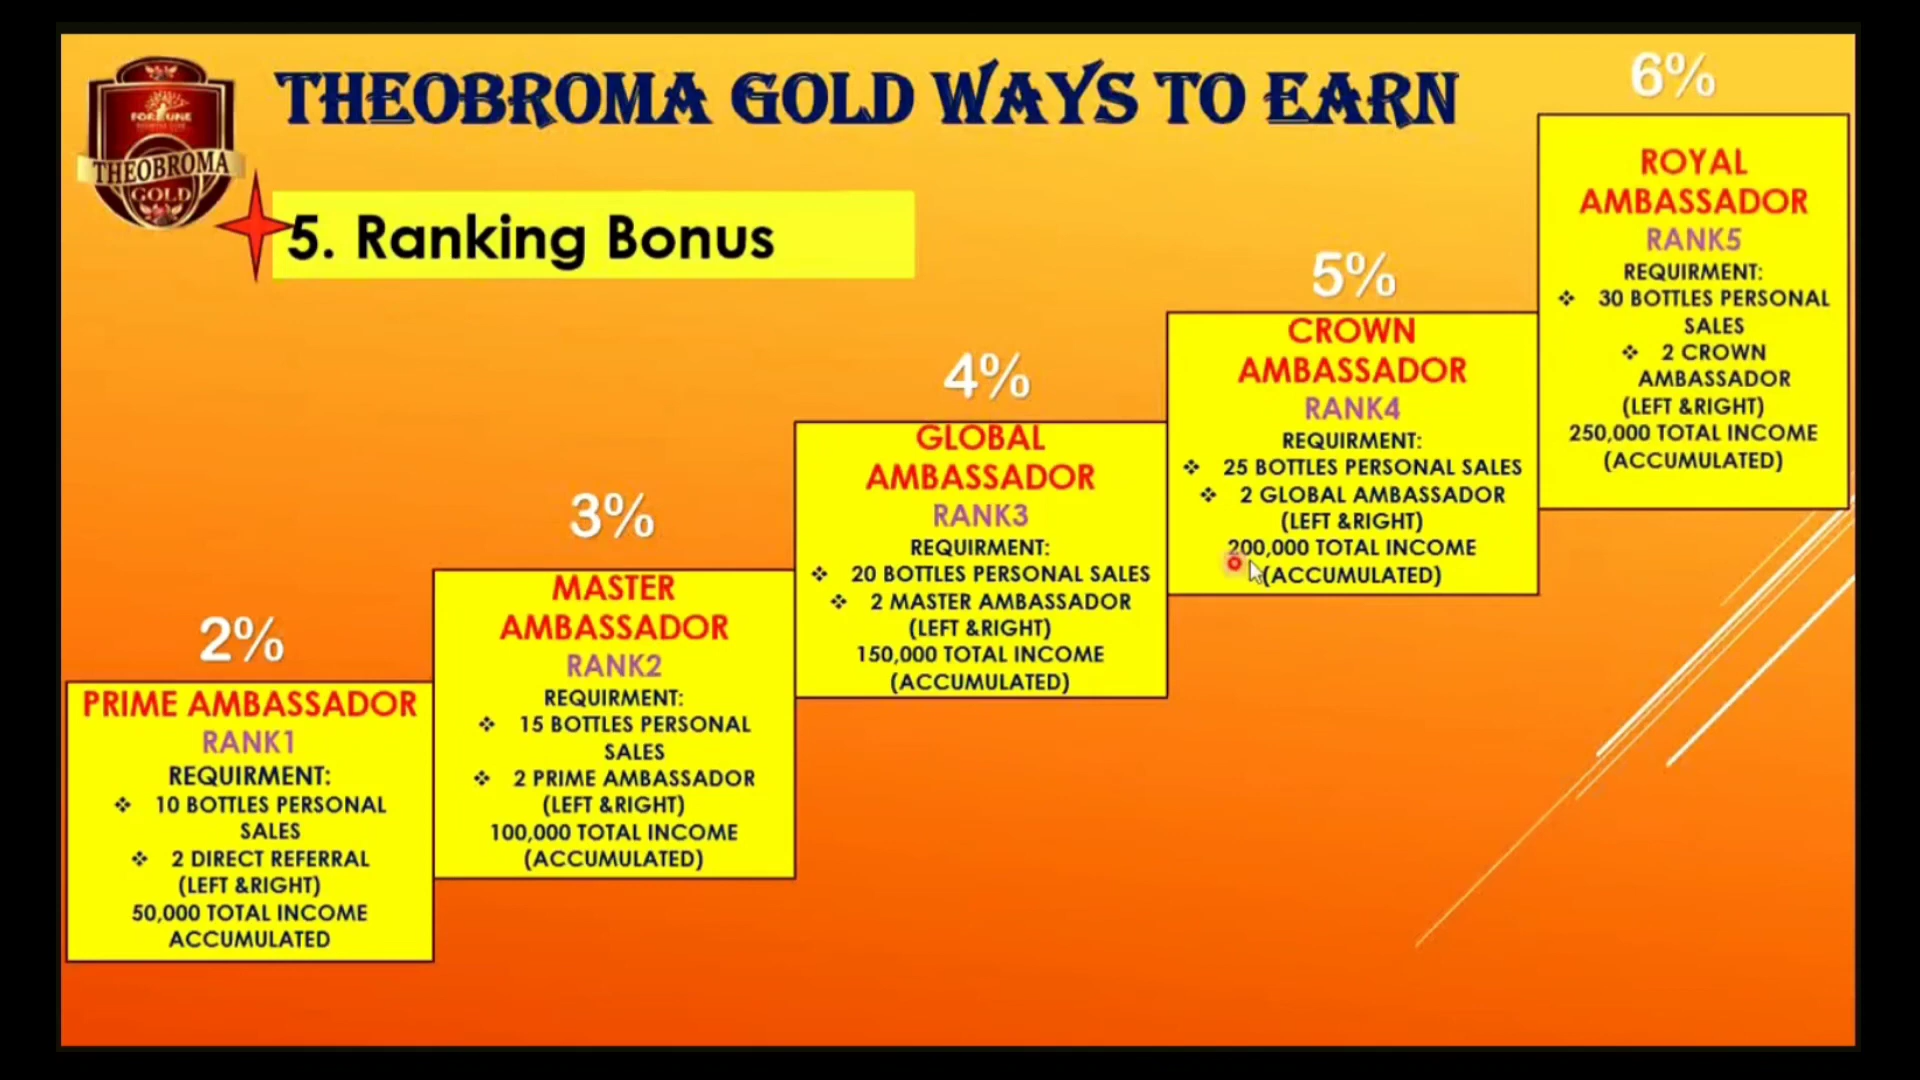 THEOBROMA GOLD WAYS TO EARN
FORTUNE
THEOBROMA
GOLD
5. Ranking Bonus
2%
PRIME AMBASSADOR
RANK1
REQUIRMENT:
❖ 10 BOTTLES PERSONAL
SALES
❖ 2 DIRECT REFERRAL
(LEFT &RIGHT)
50,000 TOTAL INCOME
ACCUMULATED
3%
MASTER
AMBASSADOR
RANK2
REQUIRMENT:
❖ 15 BOTTLES PERSONAL
SALES
❖ 2 PRIME AMBASSADOR
(LEFT &RIGHT)
100,000 TOTAL INCOME
(ACCUMULATED)
4%
GLOBAL
AMBASSADOR
RANK3
REQUIRMENT:
❖ 20 BOTTLES PERSONAL SALES
❖ 2 MASTER AMBASSADOR
(LEFT &RIGHT)
150,000 TOTAL INCOME
(ACCUMULATED)
5%
CROWN
AMBASSADOR
RANK4
REQUIRMENT:
❖ 25 BOTTLES PERSONAL SALES
❖ 2 GLOBAL AMBASSADOR
(LEFT &RIGHT)
200,000 TOTAL INCOME
(ACCUMULATED)
6%
ROYAL
AMBASSADOR
RANK5
REQUIRMENT:
❖ 30 BOTTLES PERSONAL
SALES
❖ 2 CROWN
AMBASSADOR
(LEFT &RIGHT)
250,000 TOTAL INCOME
(ACCUMULATED)